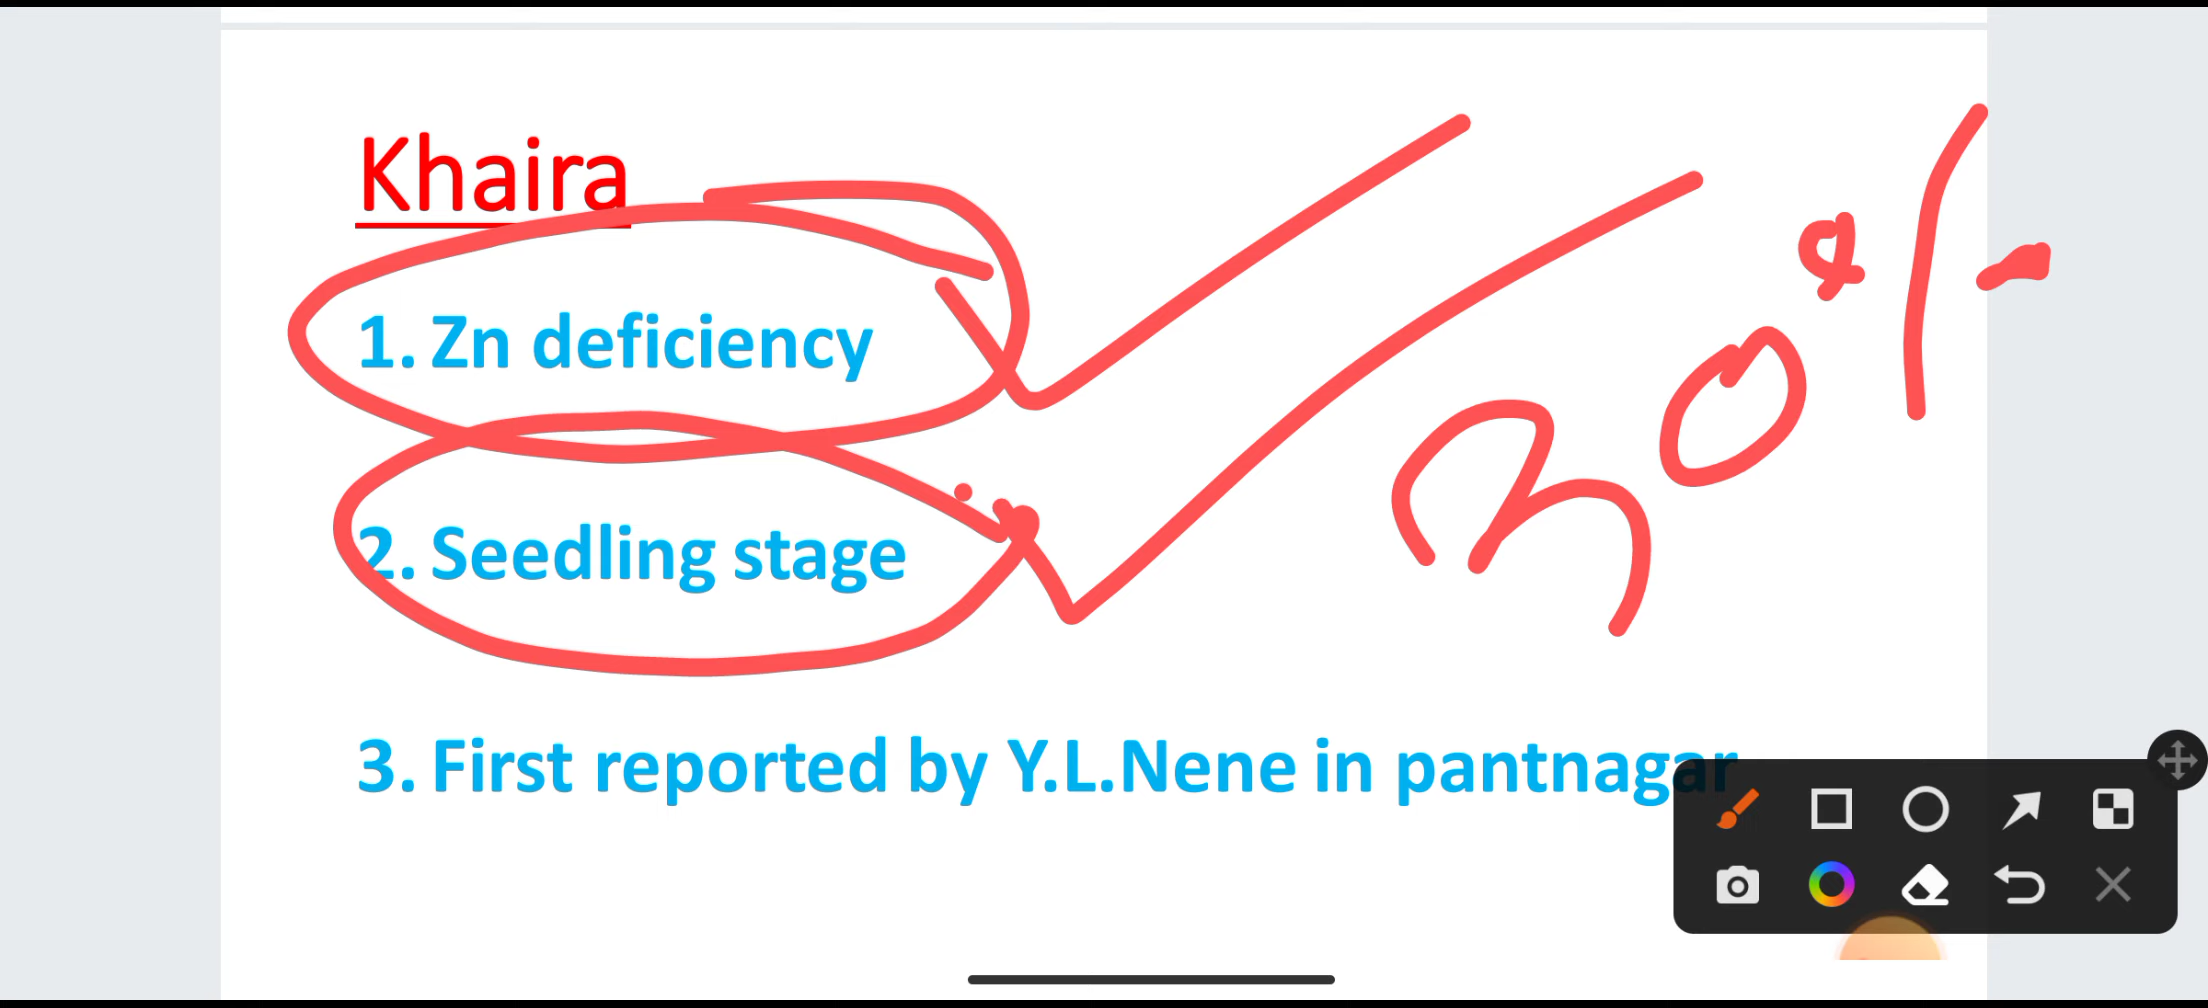 Khaira
1. Zn deficiency
2. Seedling stage
30%
3. First reported by Y.L.Nene in pantnagar